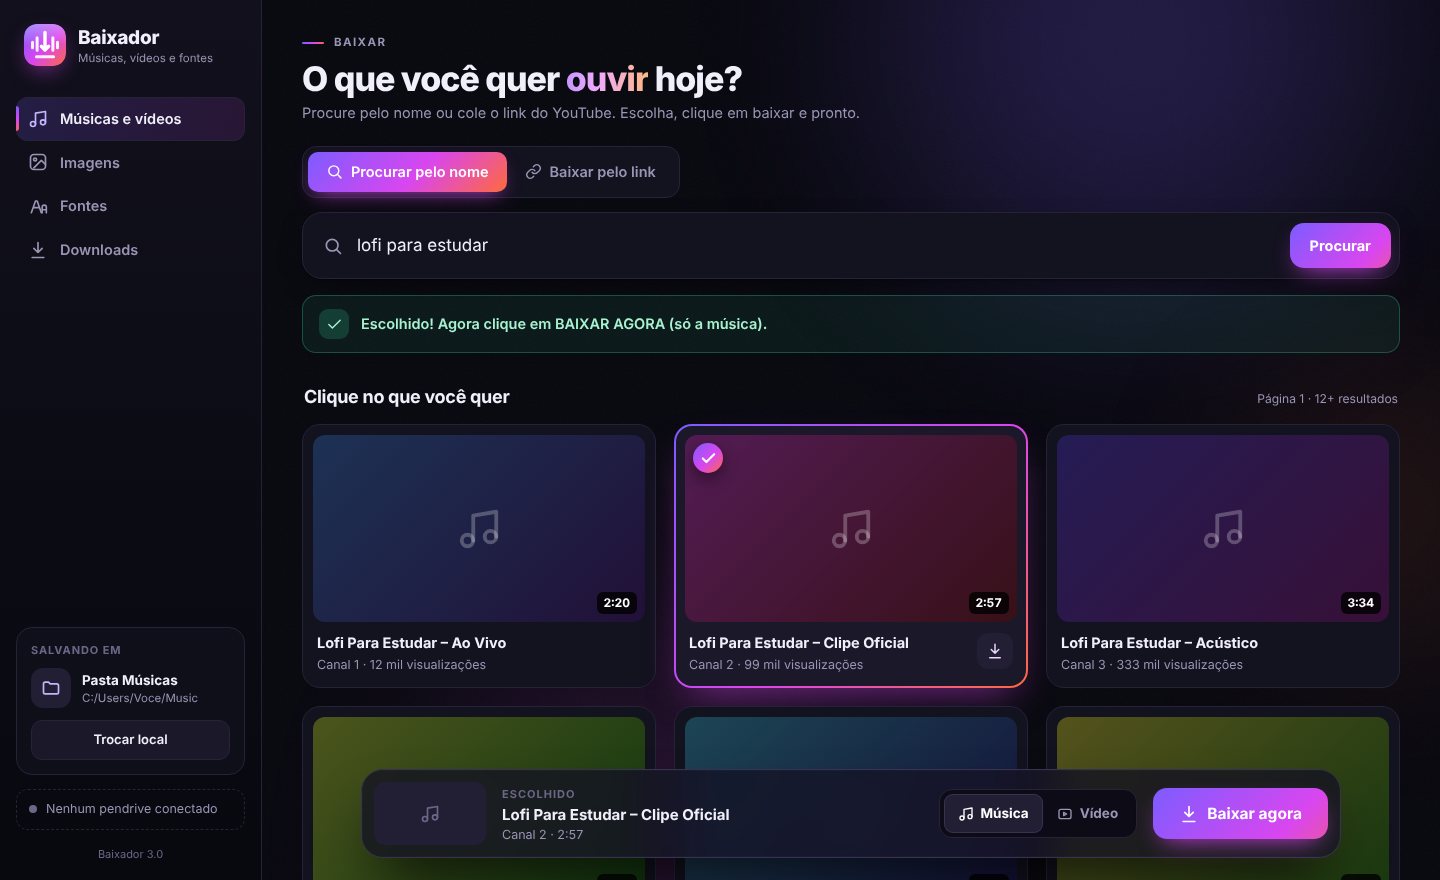 Baixador
Músicas, vídeos e fontes
Músicas e vídeos
Imagens
Fontes
Downloads
SALVANDO EM
Pasta Músicas
C:/Users/Voce/Music
Trocar local
Nenhum pendrive conectado
Baixador 3.0
BAIXAR
O que você quer ouvir hoje?
Procure pelo nome ou cole o link do YouTube. Escolha, clique em baixar e pronto.
Procurar pelo nome
Baixar pelo link
lofi para estudar
Procurar
Escolhido! Agora clique em BAIXAR AGORA (só a música).
Clique no que você quer
Página 1 · 12+ resultados
2:20
Lofi Para Estudar – Ao Vivo
Canal 1 · 12 mil visualizações
2:57
Lofi Para Estudar – Clipe Oficial
Canal 2 · 99 mil visualizações
3:34
Lofi Para Estudar – Acústico
Canal 3 · 333 mil visualizações
ESCOLHIDO
Lofi Para Estudar – Clipe Oficial
Canal 2 · 2:57
Música
Vídeo
Baixar agora